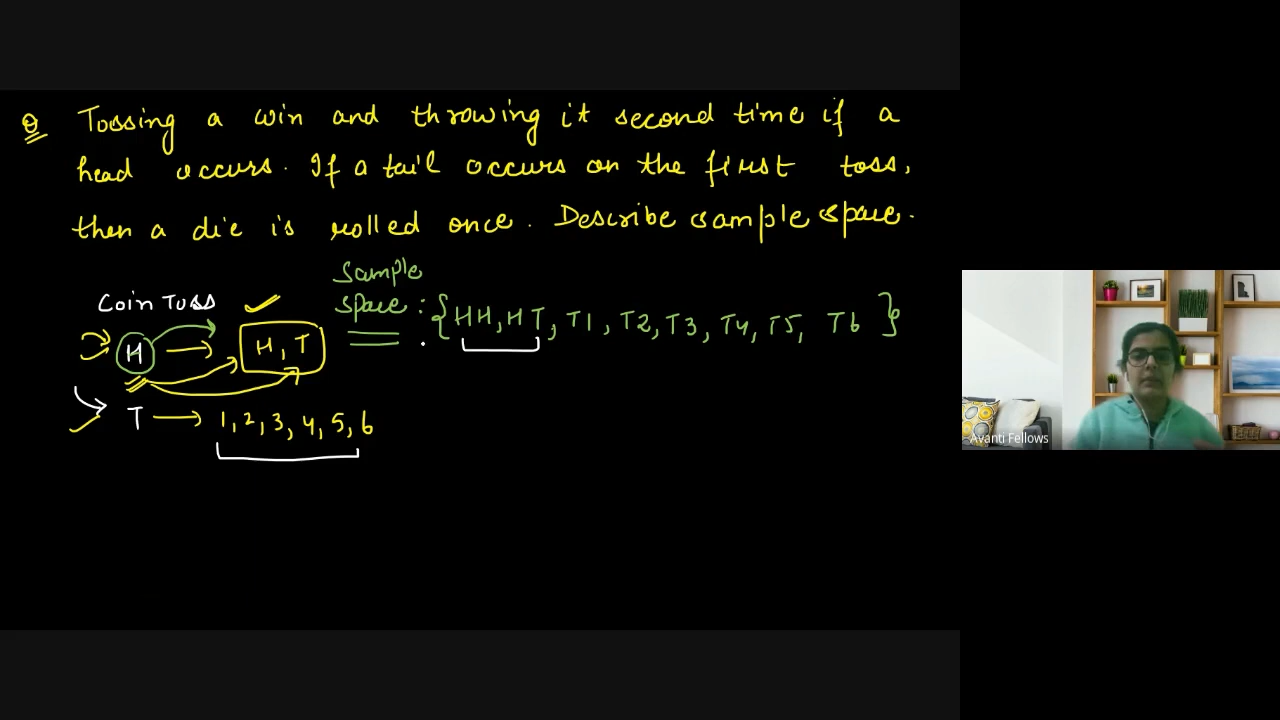 Q Tossing a coin and throwing it second time if a
head occurs. If a tail occurs on the first toss,
then a die is rolled once. Describe sample space.
Coin Toss
H → H, T
T → 1, 2, 3, 4, 5, 6
Sample
space : {HH, HT, T1, T2, T3, T4, T5, T6}
Avanti Fellows